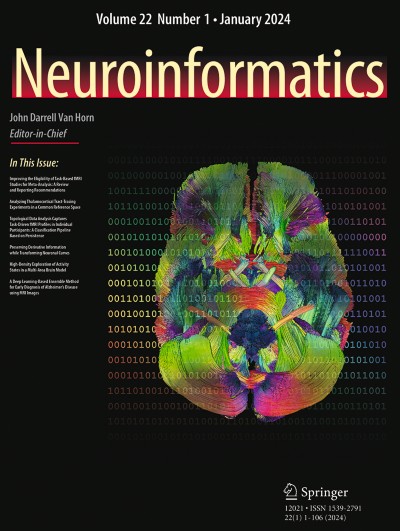 Volume 22 Number 1 • January 2024
Neuroinformatics
John Darrell Van Horn
Editor-in-Chief
In This Issue:
Improving the Eligibility of Task-Based fMRI
Studies for Meta-Analysis: A Review
and Reporting Recommendations
Analyzing Thalamocortical Tract-Tracing
Experiments in a Common Reference Space
Topological Data Analysis Captures
Task-Driven fMRI Profiles in Individual
Participants: A Classification Pipeline
Based on Persistence
Preserving Derivative Information
while Transforming Neuronal Curves
High-Density Exploration of Activity
States in a Multi-Area Brain Model
A Deep Learning-Based Ensemble Method
for Early Diagnosis of Alzheimer's Disease
using MRI Images
Springer
12021 • ISSN 1539-2791
22(1) 1-106 (2024)